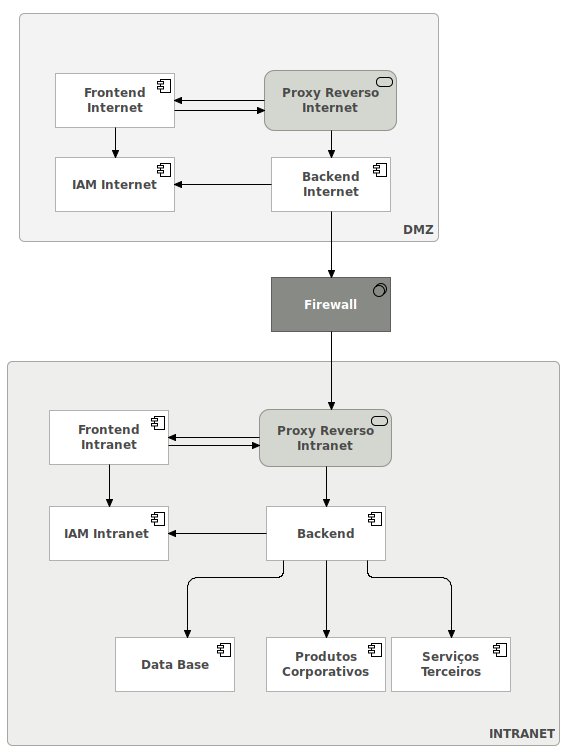 Frontend
Internet
Proxy Reverso
Internet
IAM Internet
Backend
Internet
DMZ
Firewall
Frontend
Intranet
Proxy Reverso
Intranet
IAM Intranet
Backend
Data Base
Produtos
Corporativos
Serviços
Terceiros
INTRANET